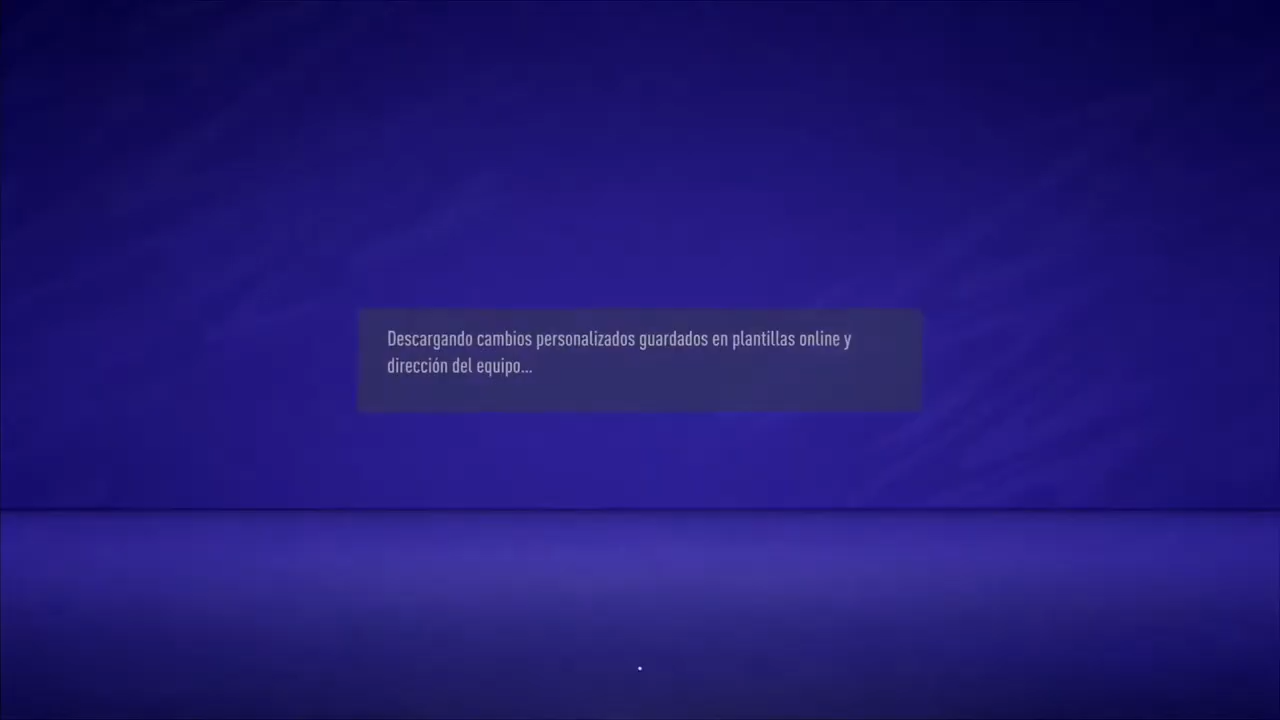 Descargando cambios personalizados guardados en plantillas online y
dirección del equipo...